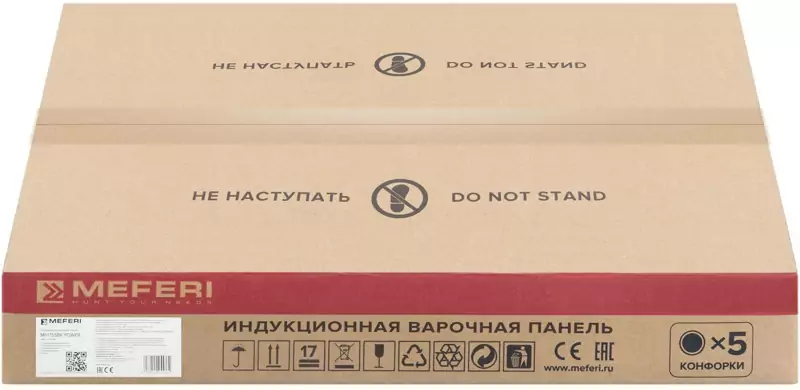 НЕ НАСТУПАТЬ DO NOT STAND
НЕ НАСТУПАТЬ DO NOT STAND
MEFERI
HUNT YOUR NEEDS
MEFERI
ИНДУКЦИОННАЯ ВАРОЧНАЯ ПАНЕЛЬ
17 CE EAC
www.meferi.ru
×5
КОНФОРКИ